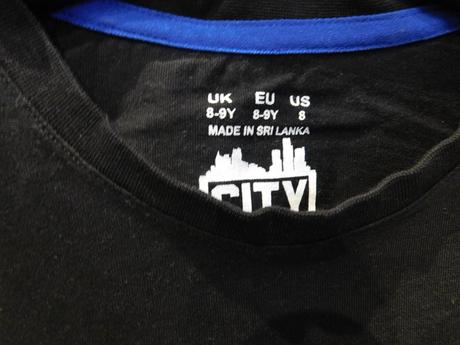 UK EU US
8-9Y 8-9Y 8
MADE IN SRI LANKA
CITY